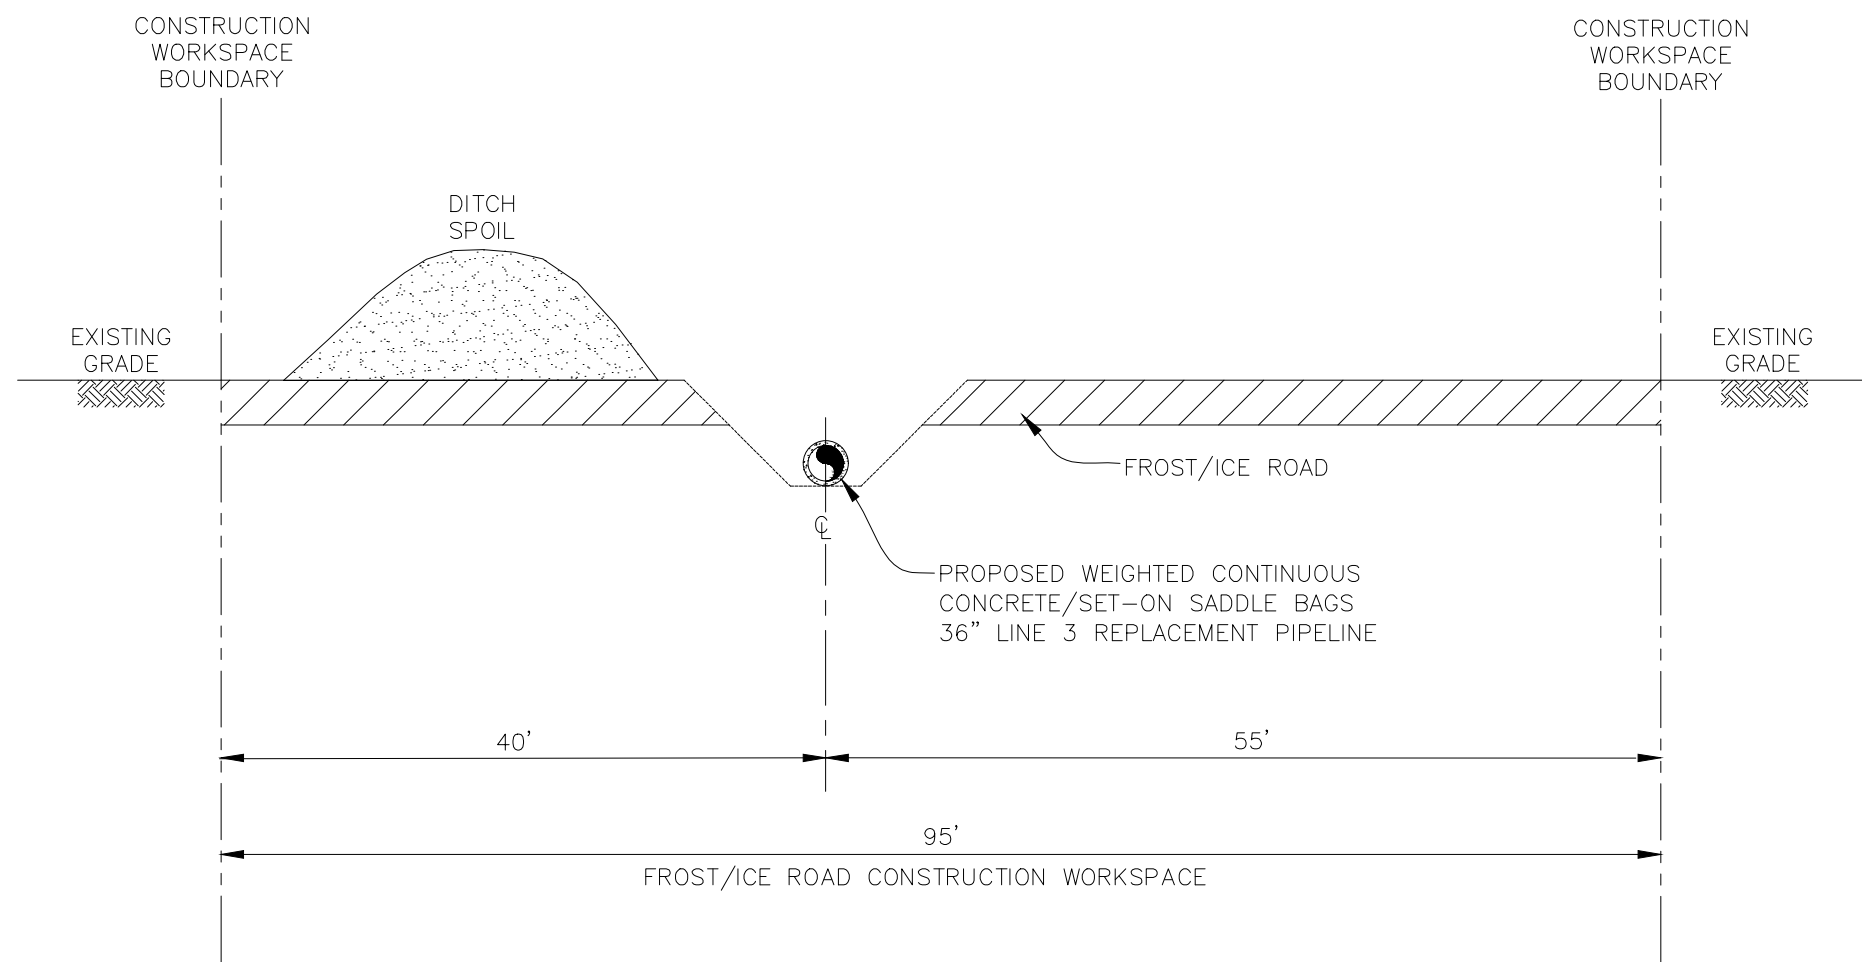 CONSTRUCTION
WORKSPACE
BOUNDARY
CONSTRUCTION
WORKSPACE
BOUNDARY
DITCH
SPOIL
EXISTING
GRADE
EXISTING
GRADE
FROST/ICE ROAD
℄
PROPOSED WEIGHTED CONTINUOUS
CONCRETE/SET-ON SADDLE BAGS
36" LINE 3 REPLACEMENT PIPELINE
40'
55'
95'
FROST/ICE ROAD CONSTRUCTION WORKSPACE